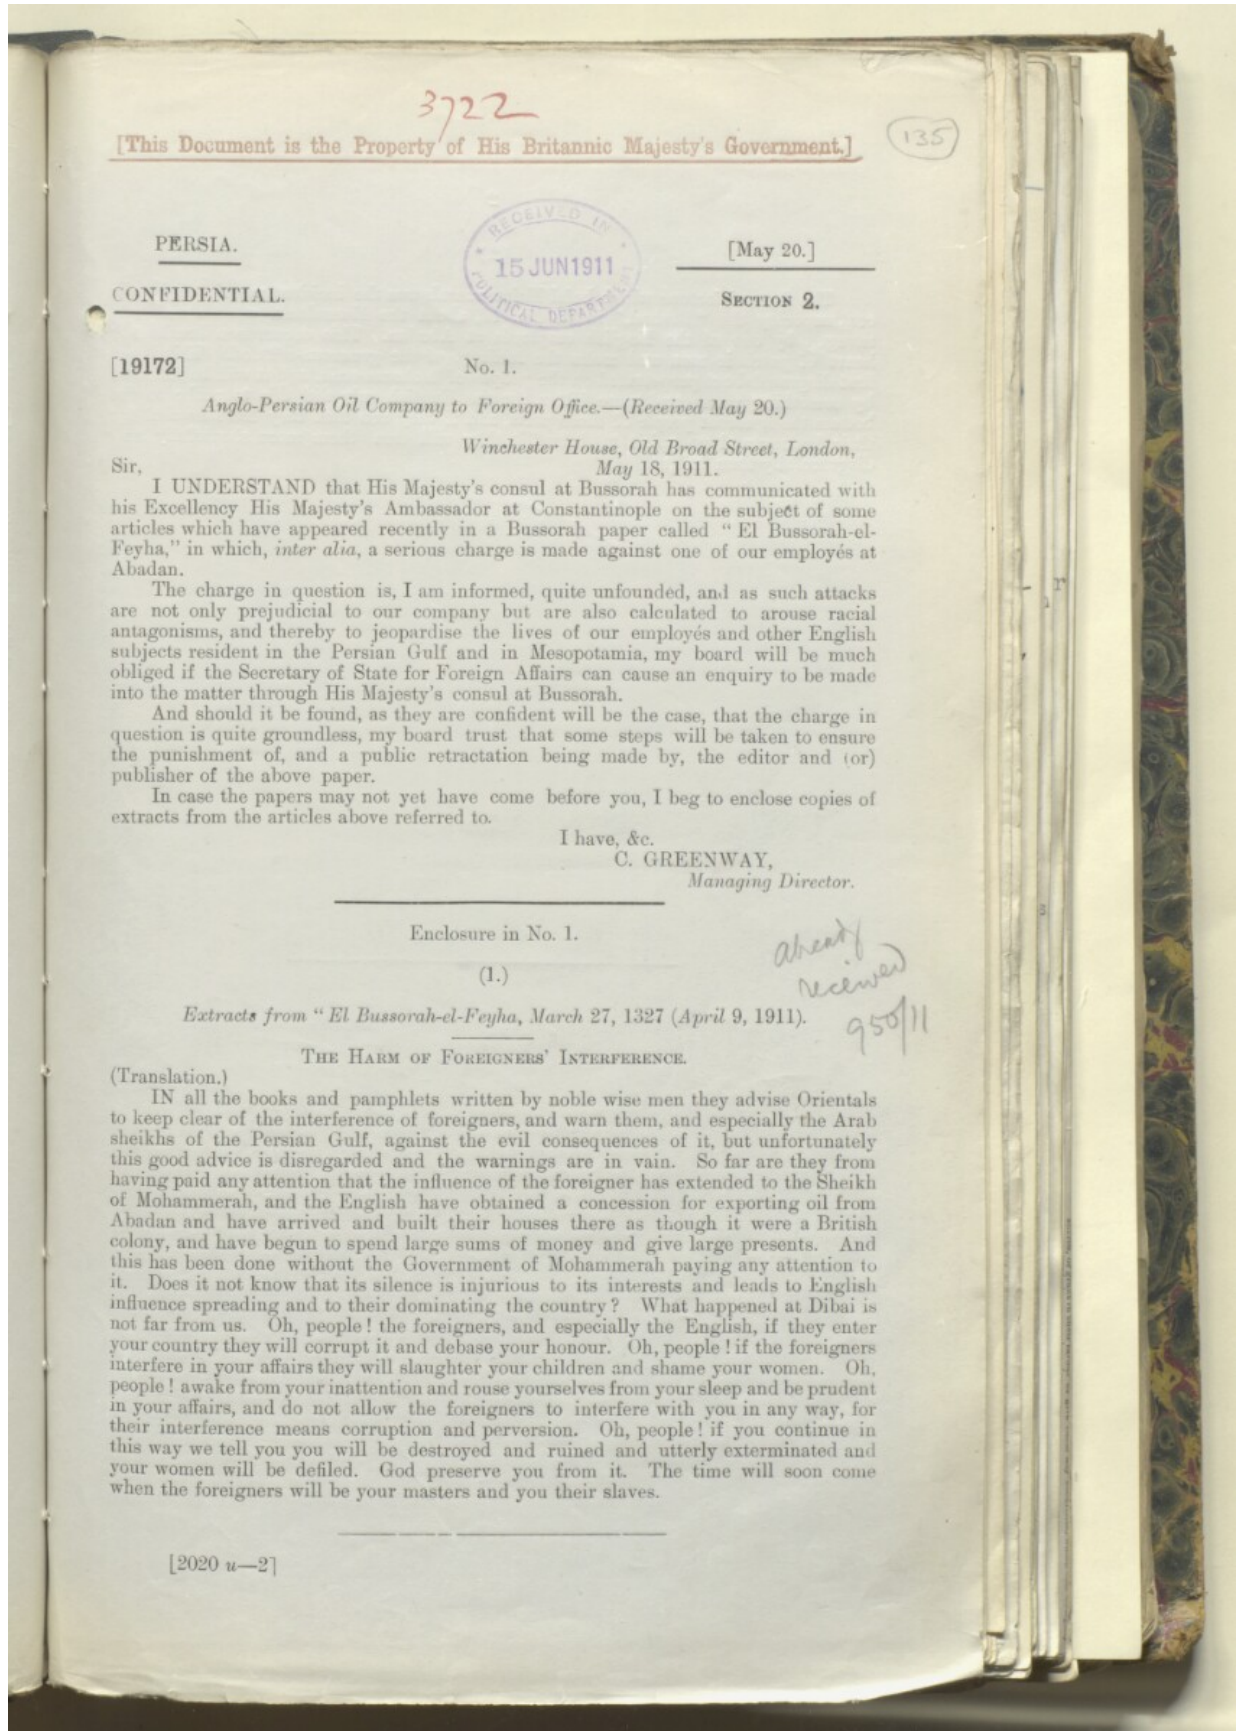 3722
[This Document is the Property of His Britannic Majesty's Government.]
135
PERSIA.
[May 20.]
RECEIVED IN
15 JUN 1911
POLITICAL DEPARTMENT
CONFIDENTIAL.
SECTION 2.
[19172]
No. 1.
Anglo-Persian Oil Company to Foreign Office.—(Received May 20.)
Winchester House, Old Broad Street, London,
Sir,
May 18, 1911.
I UNDERSTAND that His Majesty's consul at Bussorah has communicated with
his Excellency His Majesty's Ambassador at Constantinople on the subject of some
articles which have appeared recently in a Bussorah paper called "El Bussorah-el-
Feyha," in which, inter alia, a serious charge is made against one of our employés at
Abadan.
The charge in question is, I am informed, quite unfounded, and as such attacks
are not only prejudicial to our company but are also calculated to arouse racial
antagonisms, and thereby to jeopardise the lives of our employés and other English
subjects resident in the Persian Gulf and in Mesopotamia, my board will be much
obliged if the Secretary of State for Foreign Affairs can cause an enquiry to be made
into the matter through His Majesty's consul at Bussorah.
And should it be found, as they are confident will be the case, that the charge in
question is quite groundless, my board trust that some steps will be taken to ensure
the punishment of, and a public retractation being made by, the editor and (or)
publisher of the above paper.
In case the papers may not yet have come before you, I beg to enclose copies of
extracts from the articles above referred to.
I have, &c.
C. GREENWAY,
Managing Director.
Enclosure in No. 1.
already
received
950/11
(1.)
Extracts from "El Bussorah-el-Feyha, March 27, 1327 (April 9, 1911).
THE HARM OF FOREIGNERS' INTERFERENCE.
(Translation.)
IN all the books and pamphlets written by noble wise men they advise Orientals
to keep clear of the interference of foreigners, and warn them, and especially the Arab
sheikhs of the Persian Gulf, against the evil consequences of it, but unfortunately
this good advice is disregarded and the warnings are in vain. So far are they from
having paid any attention that the influence of the foreigner has extended to the Sheikh
of Mohammerah, and the English have obtained a concession for exporting oil from
Abadan and have arrived and built their houses there as though it were a British
colony, and have begun to spend large sums of money and give large presents. And
this has been done without the Government of Mohammerah paying any attention to
it. Does it not know that its silence is injurious to its interests and leads to English
influence spreading and to their dominating the country? What happened at Dibai is
not far from us. Oh, people! the foreigners, and especially the English, if they enter
your country they will corrupt it and debase your honour. Oh, people! if the foreigners
interfere in your affairs they will slaughter your children and shame your women. Oh,
people! awake from your inattention and rouse yourselves from your sleep and be prudent
in your affairs, and do not allow the foreigners to interfere with you in any way, for
their interference means corruption and perversion. Oh, people! if you continue in
this way we tell you you will be destroyed and ruined and utterly exterminated and
your women will be defiled. God preserve you from it. The time will soon come
when the foreigners will be your masters and you their slaves.
[2020 u—2]